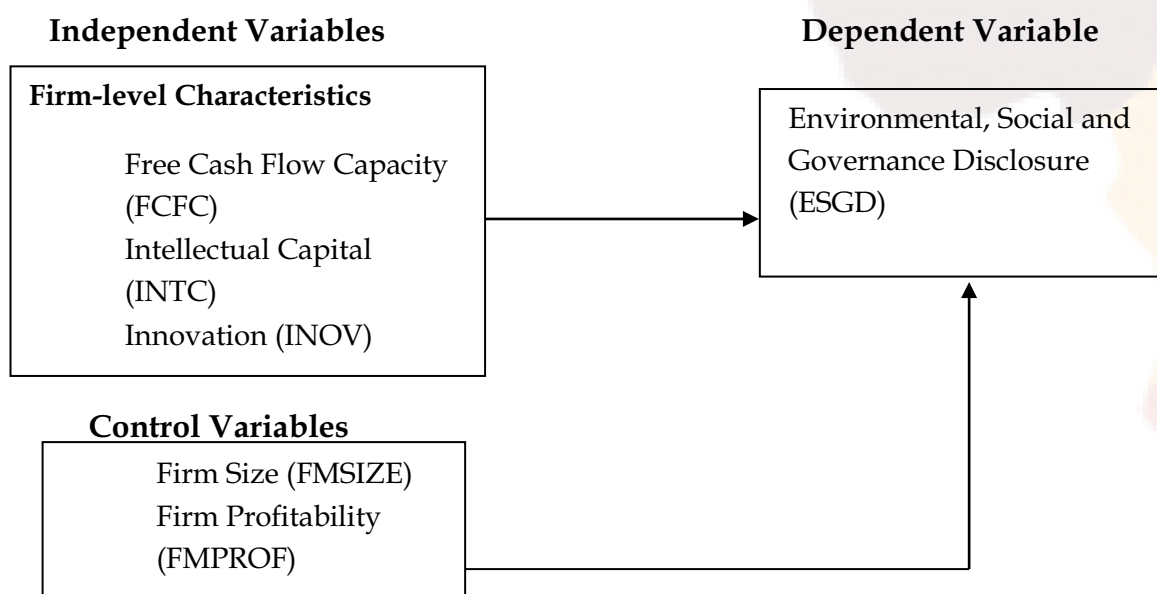 Independent Variables
Dependent Variable
Firm-level Characteristics
Free Cash Flow Capacity
(FCFC)
Intellectual Capital
(INTC)
Innovation (INOV)
Environmental, Social and
Governance Disclosure
(ESGD)
Control Variables
Firm Size (FMSIZE)
Firm Profitability
(FMPROF)